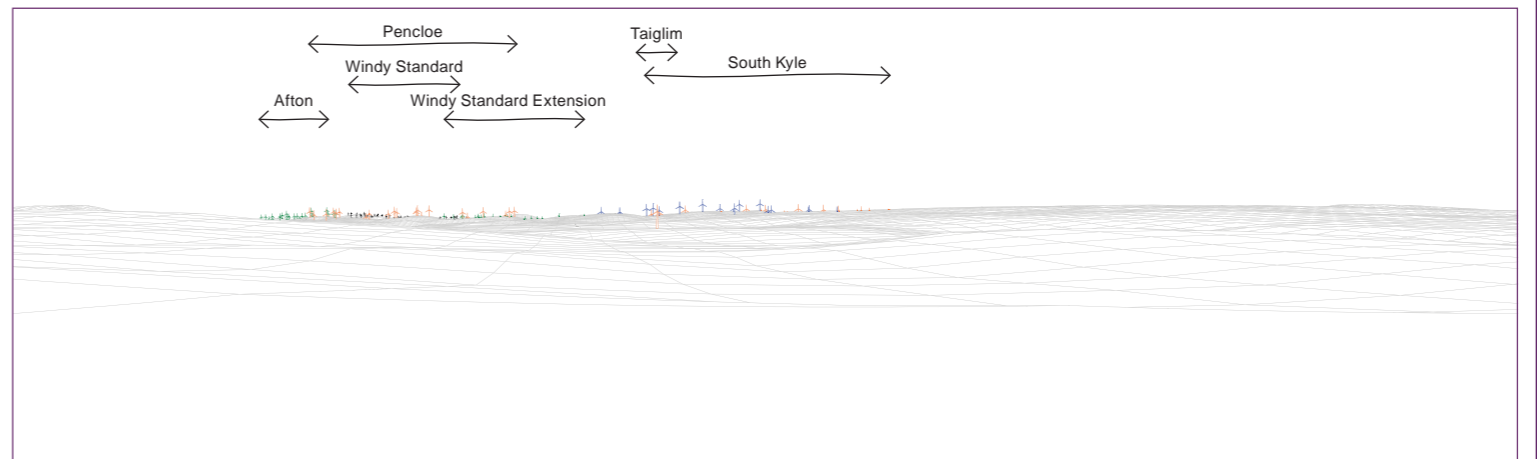 Pencloe
Taiglim
South Kyle
Windy Standard
Afton
Windy Standard Extension